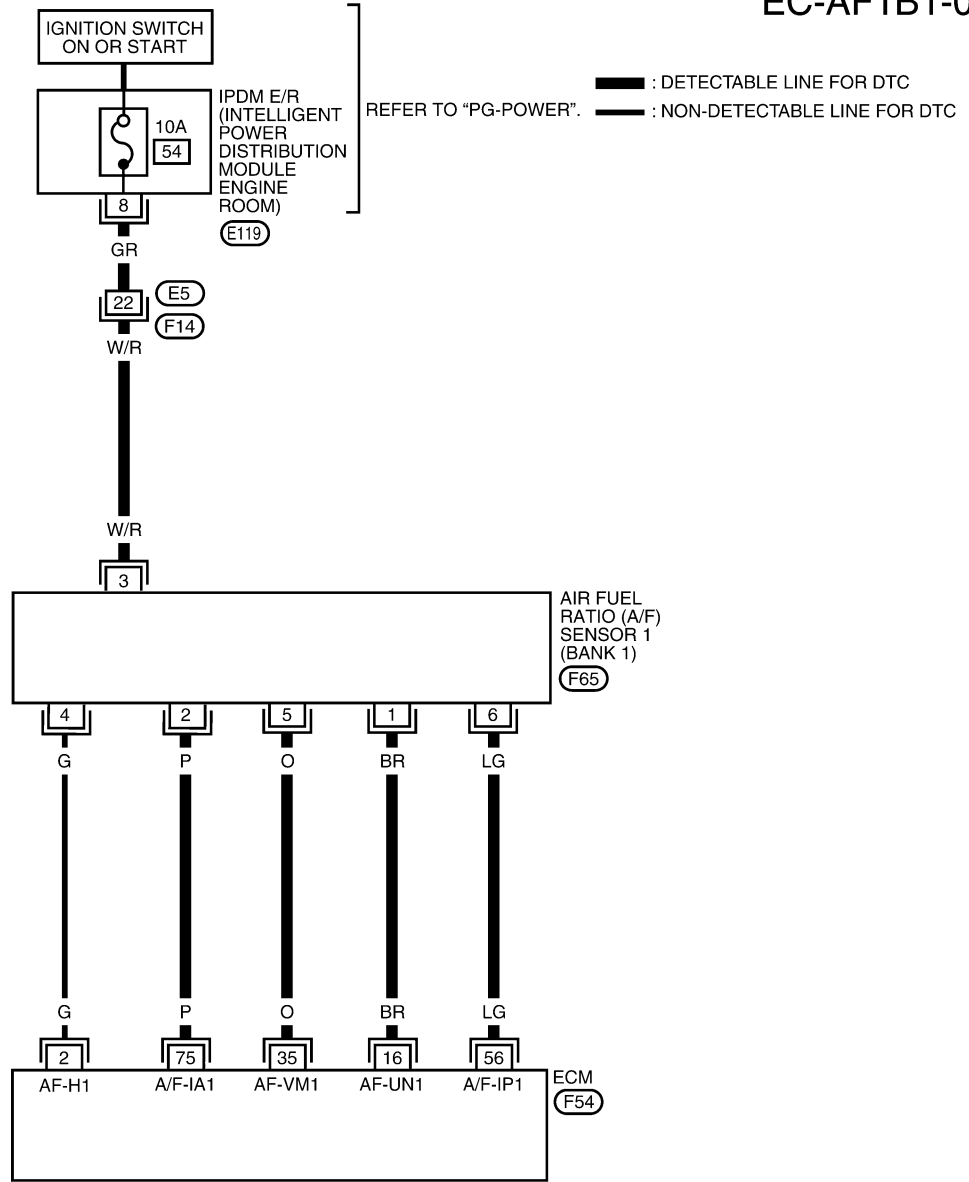 EC-AF1B1-0
IGNITION SWITCH
ON OR START
10A
54
IPDM E/R
(INTELLIGENT
POWER
DISTRIBUTION
MODULE
ENGINE
ROOM)
E119
REFER TO “PG-POWER”.
: DETECTABLE LINE FOR DTC
: NON-DETECTABLE LINE FOR DTC
8
GR
22
E5
F14
W/R
W/R
3
AIR FUEL
RATIO (A/F)
SENSOR 1
(BANK 1)
F65
4 2 5 1 6
G P O BR LG
G P O BR LG
2 75 35 16 56
AF-H1 A/F-IA1 AF-VM1 AF-UN1 A/F-IP1
ECM
F54